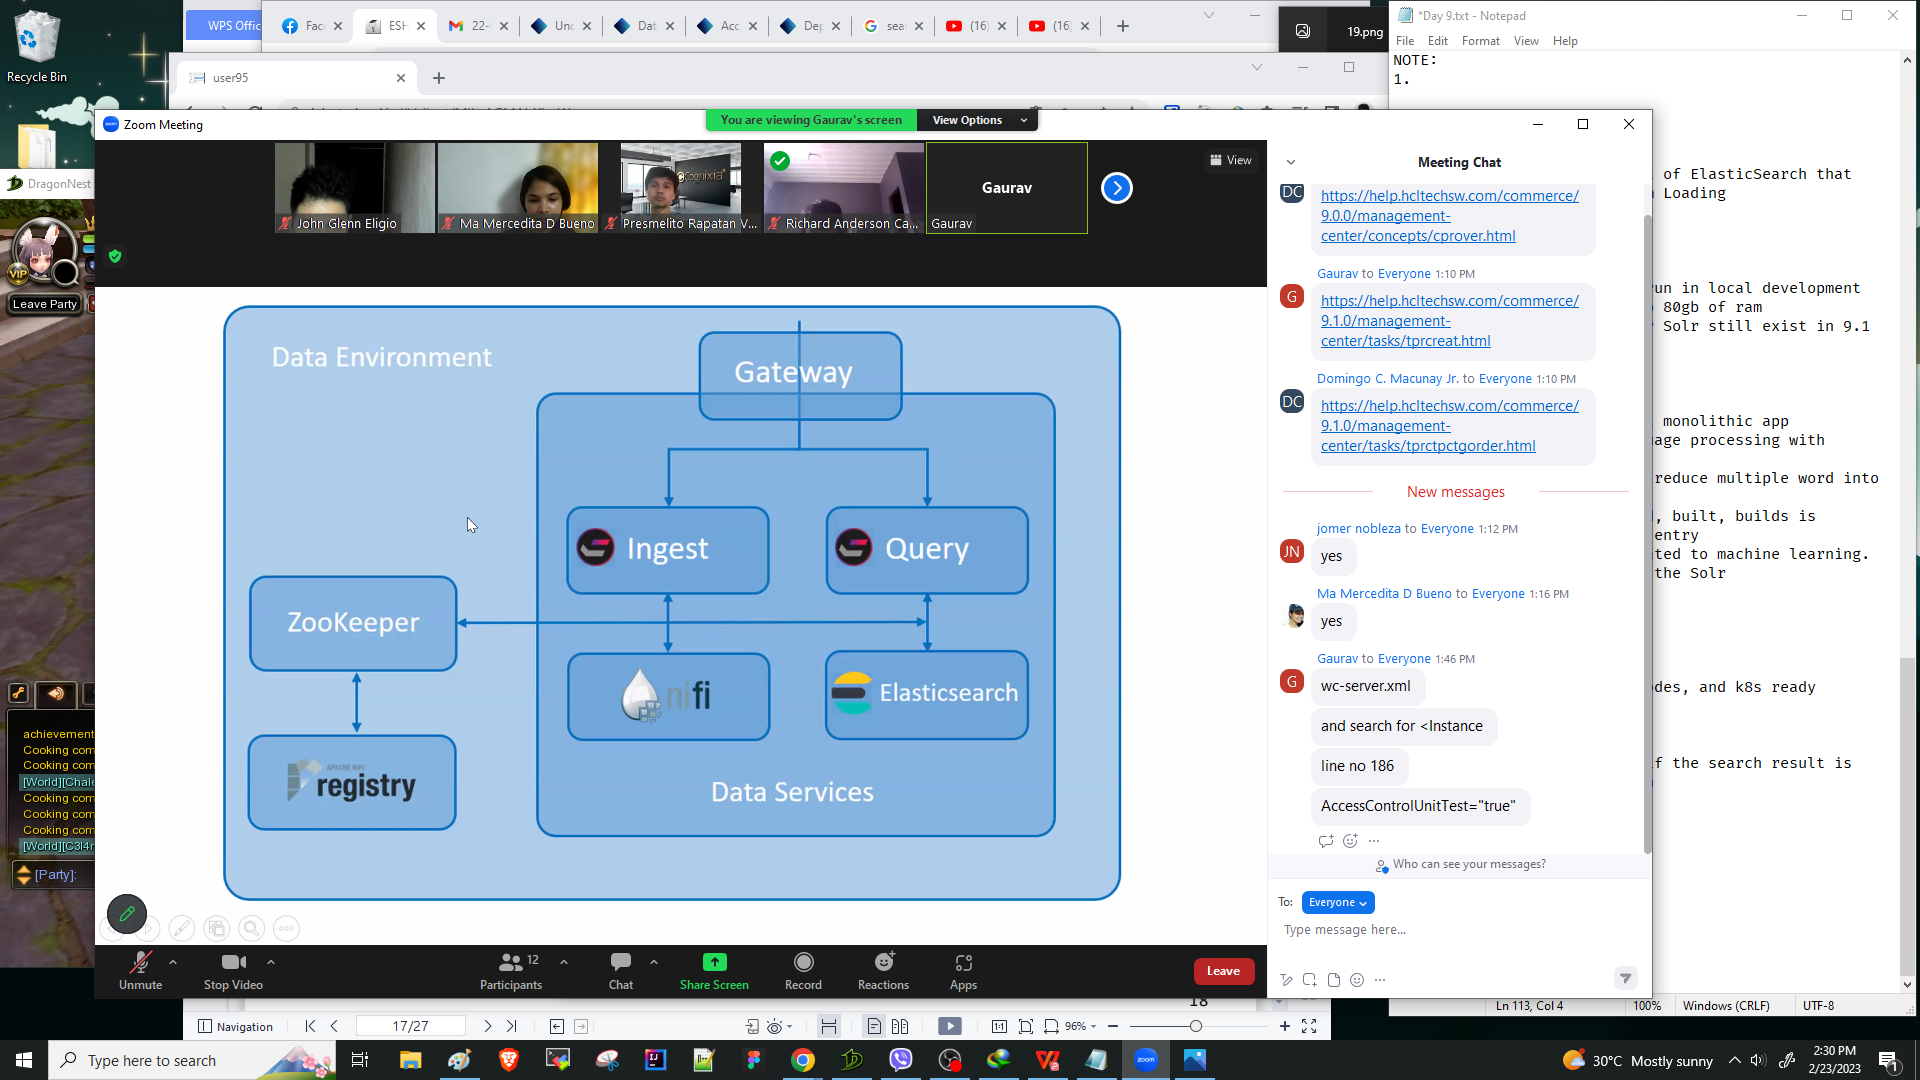 Recycle Bin
WPS Offic
Fac
ESH
22-
Unc
Dat
Acc
Dep
sea
(16)
(16)
19.png
*Day 9.txt - Notepad
File Edit Format View Help
NOTE:
1.
user95
DragonNest
VIP
Leave Party
Zoom Meeting
You are viewing Gaurav's screen
View Options
View
John Glenn Eligio
Ma Mercedita D Bueno
Cognixia
Presmelito Rapatan V...
Richard Anderson Ca...
Gaurav
Gaurav
Data Environment
Gateway
Ingest
Query
ZooKeeper
nifi
Elasticsearch
APACHE NIFI
registry
Data Services
Meeting Chat
DC
https://help.hcltechsw.com/commerce/
9.0.0/management-
center/concepts/cprover.html
Gaurav to Everyone 1:10 PM
G
https://help.hcltechsw.com/commerce/
9.1.0/management-
center/tasks/tprcreat.html
Domingo C. Macunay Jr. to Everyone 1:10 PM
DC
https://help.hcltechsw.com/commerce/
9.1.0/management-
center/tasks/tprctpctgorder.html
New messages
jomer nobleza to Everyone 1:12 PM
JN
yes
Ma Mercedita D Bueno to Everyone 1:16 PM
yes
Gaurav to Everyone 1:46 PM
G
wc-server.xml
and search for <Instance
line no 186
AccessControlUnitTest="true"
Who can see your messages?
To: Everyone
Type message here...
of ElasticSearch that
Loading
run in local development
80gb of ram
Solr still exist in 9.1
monolithic app
age processing with
reduce multiple word into
, built, builds is
entry
ted to machine learning.
the Solr
odes, and k8s ready
if the search result is
achievement
Cooking com
Cooking com
[World][Chale
Cooking com
Cooking com
Cooking com
[World][C3l4r
[Party]:
Unmute
Stop Video
Participants
12
Chat
Share Screen
Record
Reactions
Apps
Leave
18
Navigation
17/27
96%
Ln 113, Col 4
100%
Windows (CRLF)
UTF-8
Type here to search
zoom
30°C Mostly sunny
2:30 PM
2/23/2023
1